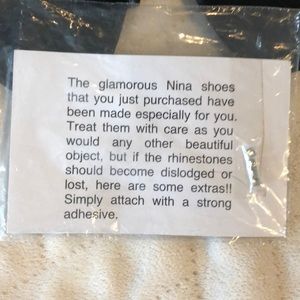 The glamorous Nina shoes
that you just purchased have
been made especially for you.
Treat them with care as you
would any other beautiful
object, but if the rhinestones
should become dislodged or
lost, here are some extras!!
Simply attach with a strong
adhesive.